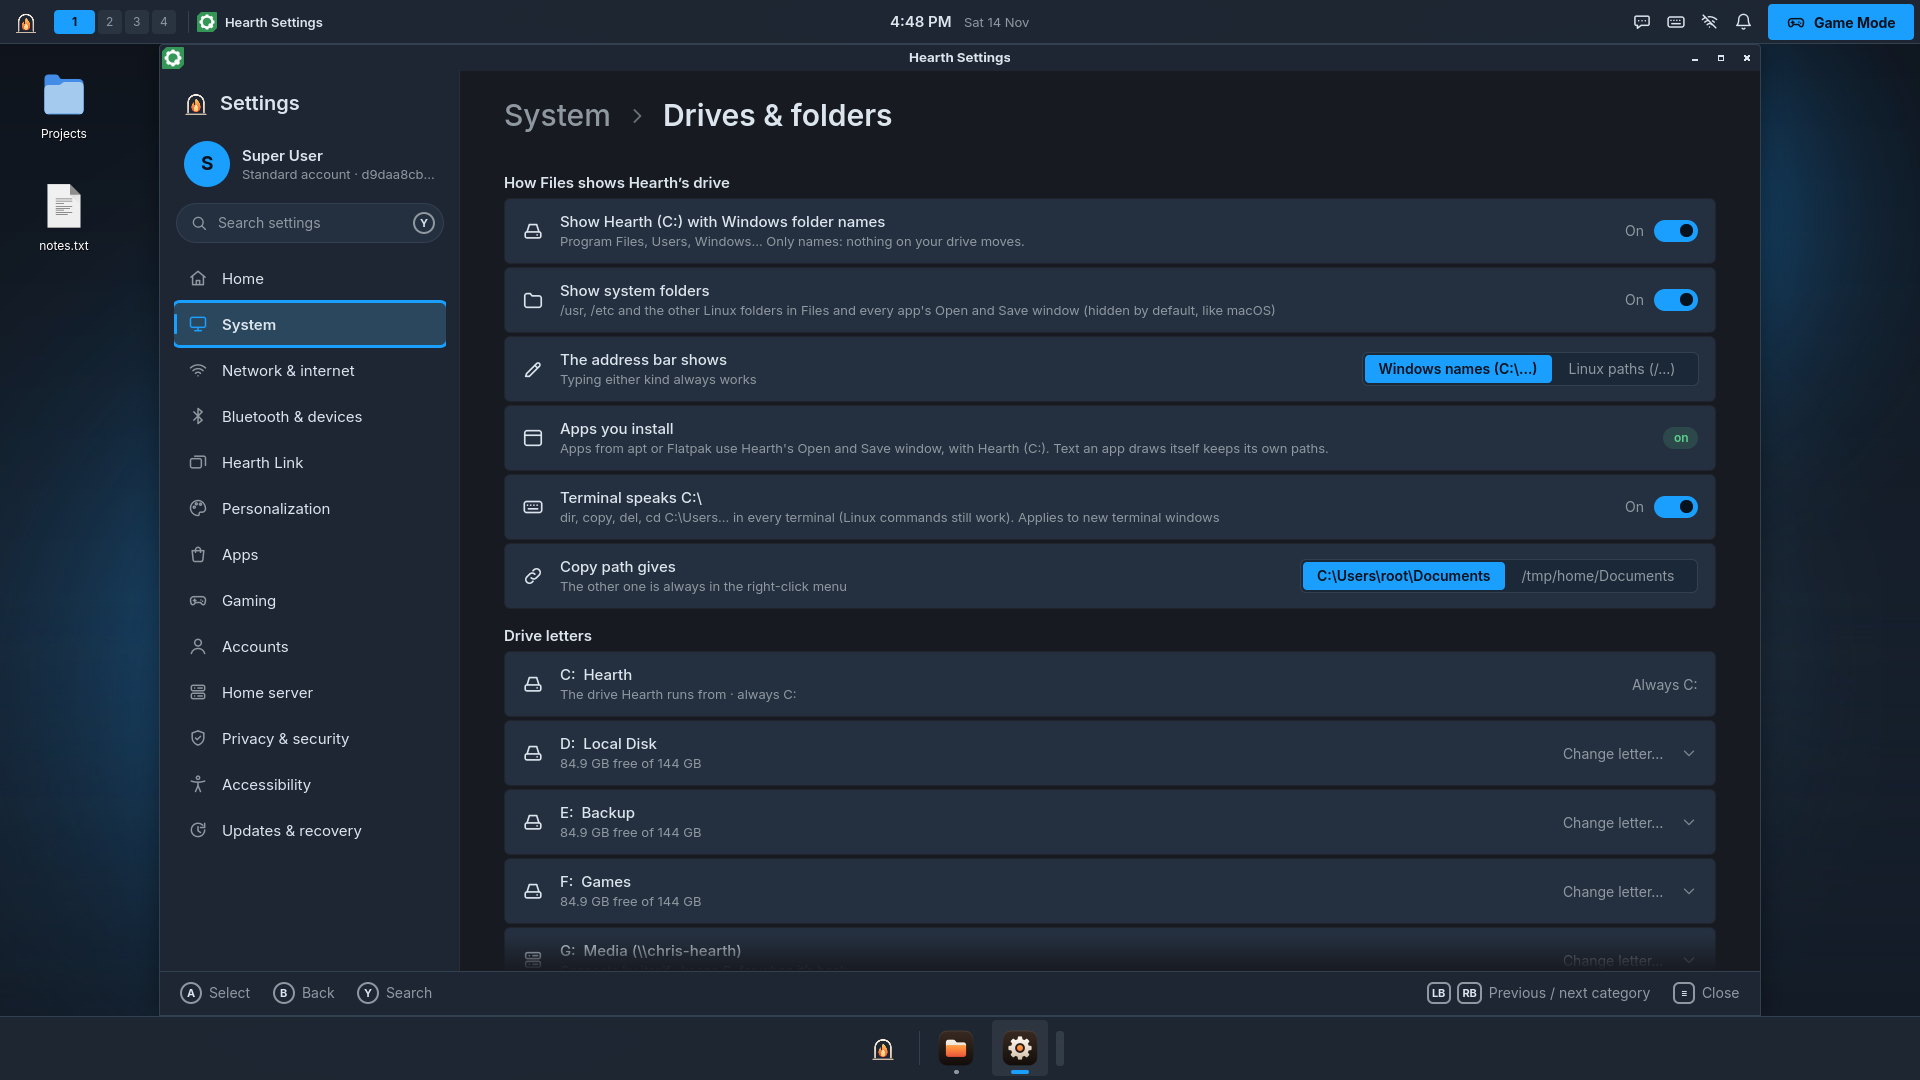 1 2 3 4 Hearth Settings 4:48 PM Sat 14 Nov Game Mode
Hearth Settings
Projects
notes.txt
Settings
S Super User
Standard account · d9daa8cb...
Search settings Y
Home
System
Network & internet
Bluetooth & devices
Hearth Link
Personalization
Apps
Gaming
Accounts
Home server
Privacy & security
Accessibility
Updates & recovery
System > Drives & folders
How Files shows Hearth's drive
Show Hearth (C:) with Windows folder names
Program Files, Users, Windows... Only names: nothing on your drive moves.
On
Show system folders
/usr, /etc and the other Linux folders in Files and every app's Open and Save window (hidden by default, like macOS)
On
The address bar shows
Typing either kind always works
Windows names (C:\...) Linux paths (/...)
Apps you install
Apps from apt or Flatpak use Hearth's Open and Save window, with Hearth (C:). Text an app draws itself keeps its own paths.
on
Terminal speaks C:\
dir, copy, del, cd C:\Users... in every terminal (Linux commands still work). Applies to new terminal windows
On
Copy path gives
The other one is always in the right-click menu
C:\Users\root\Documents /tmp/home/Documents
Drive letters
C: Hearth
The drive Hearth runs from · always C:
Always C:
D: Local Disk
84.9 GB free of 144 GB
Change letter...
E: Backup
84.9 GB free of 144 GB
Change letter...
F: Games
84.9 GB free of 144 GB
Change letter...
G: Media (\\chris-hearth)
Change letter...
A Select B Back Y Search LB RB Previous / next category Close